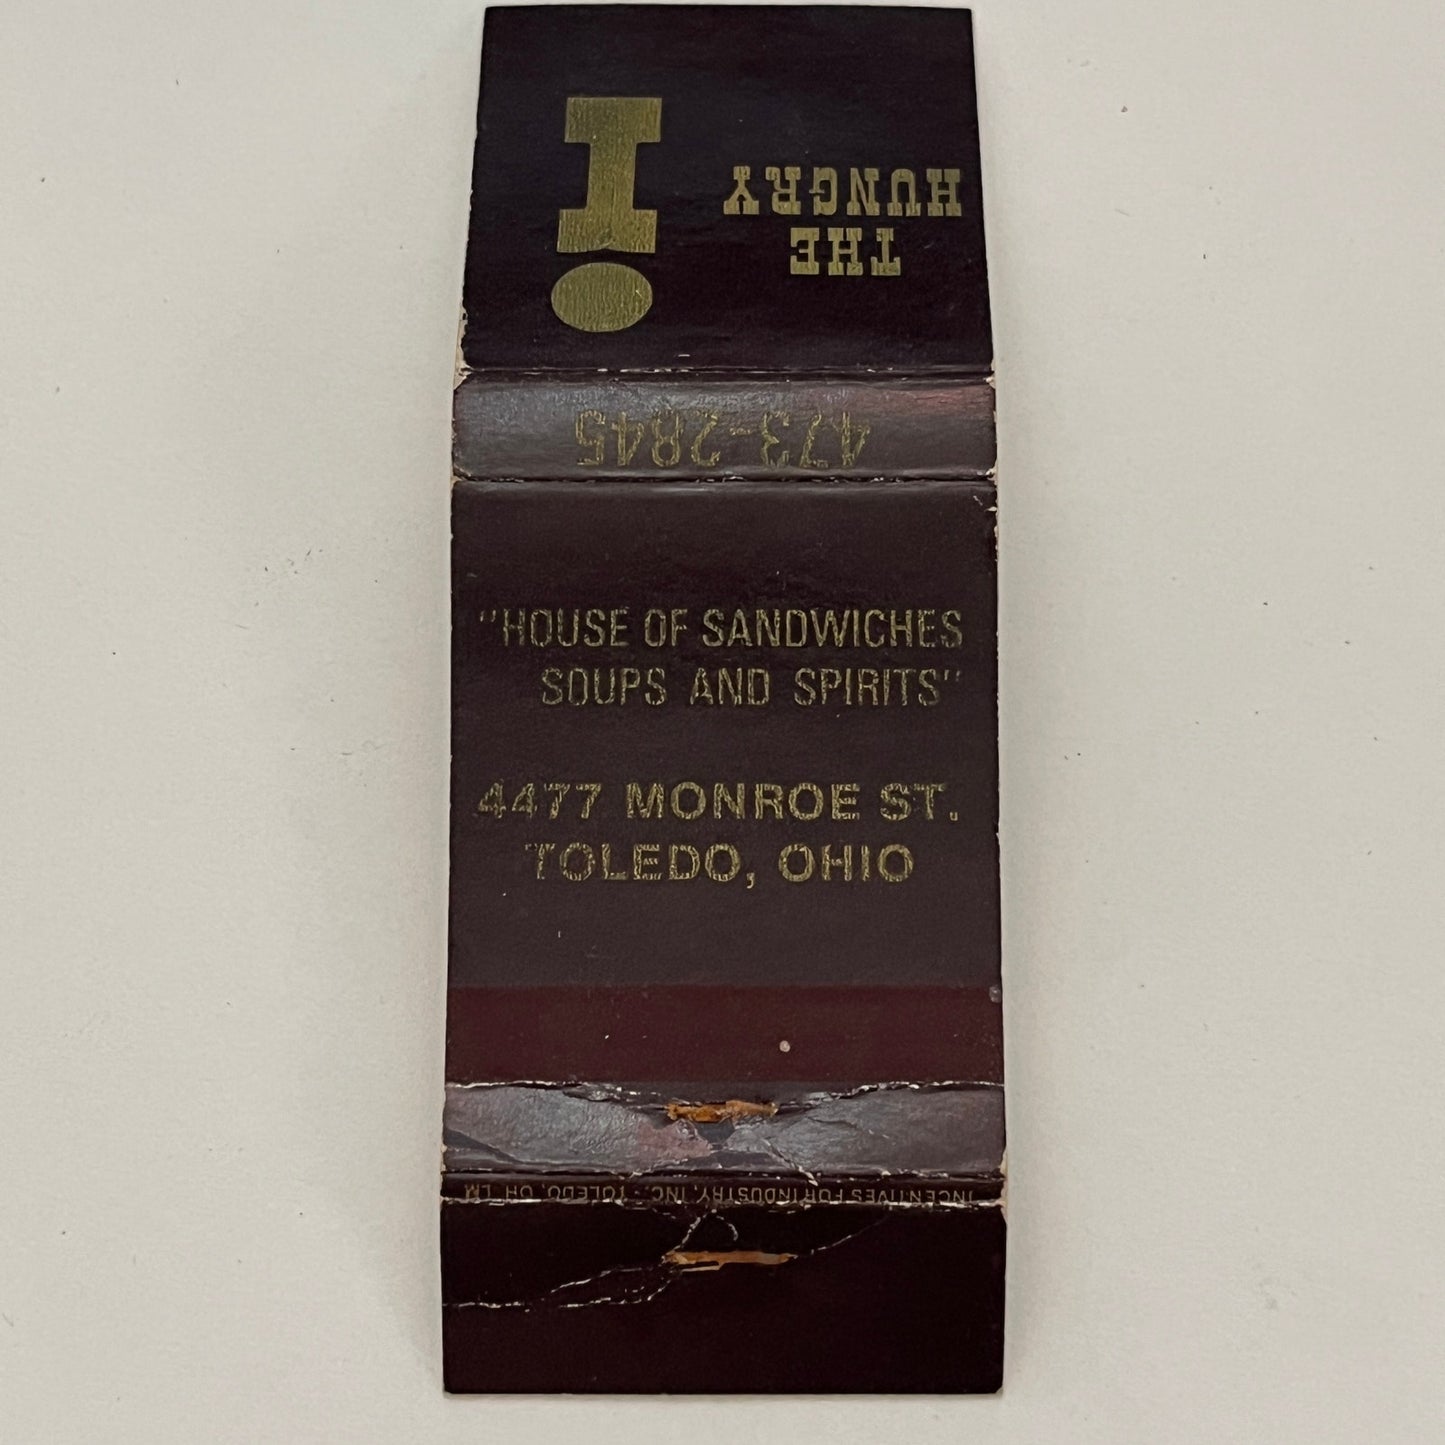 THE
HUNGRY
i
473-2845
"HOUSE OF SANDWICHES
SOUPS AND SPIRITS"
4477 MONROE ST.
TOLEDO, OHIO
INCENTIVES FOR INDUSTRY, INC., TOLEDO, OH. LM